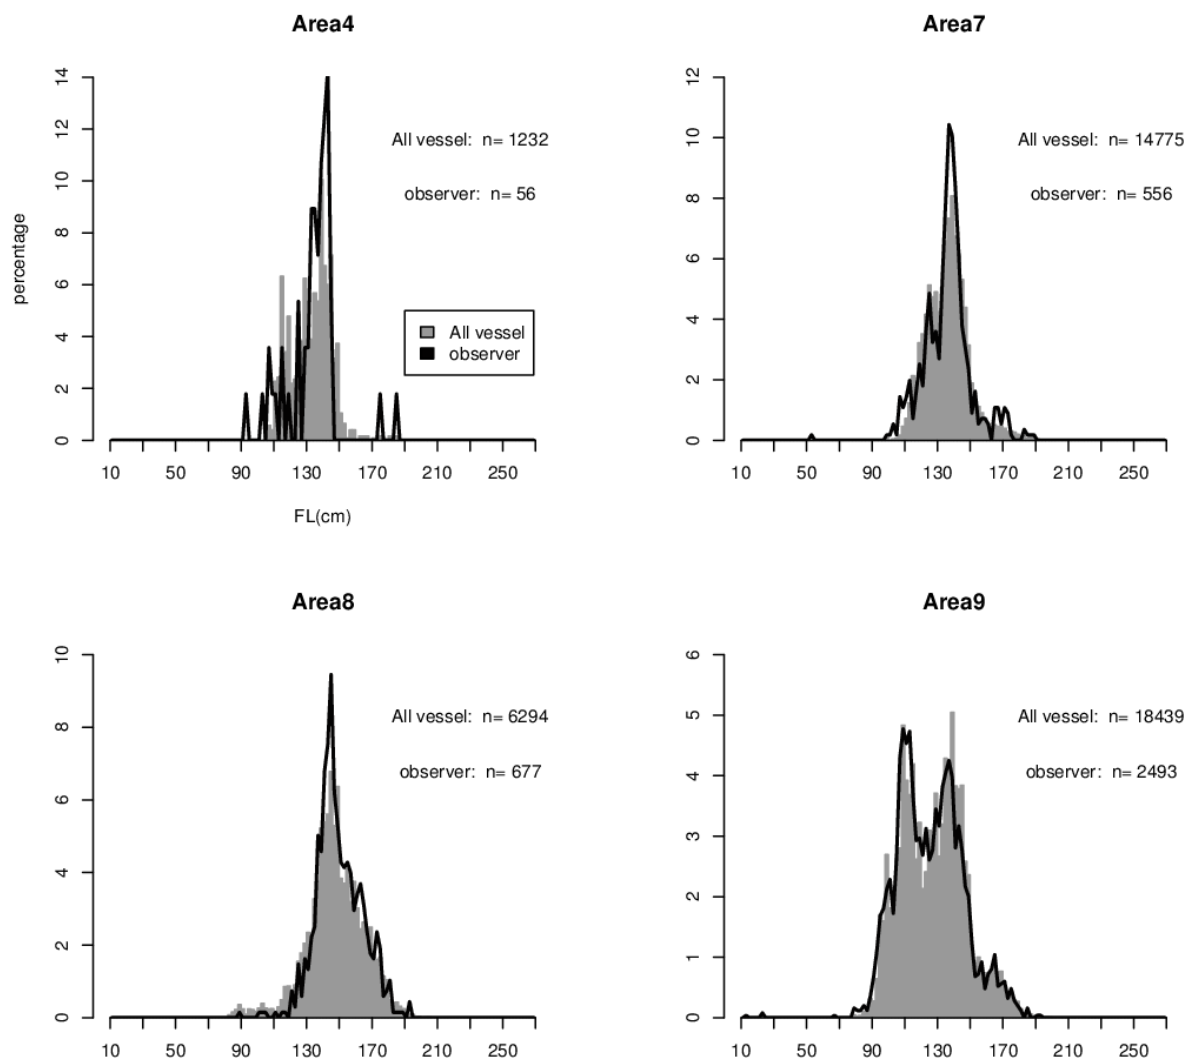 Area4
14
12
10
8
6
4
2
0
percentage
All vessel: n= 1232
observer: n= 56
All vessel
observer
10 50 90 130 170 210 250
FL(cm)
Area7
12
10
8
6
4
2
0
All vessel: n= 14775
observer: n= 556
10 50 90 130 170 210 250
Area8
10
8
6
4
2
0
All vessel: n= 6294
observer: n= 677
10 50 90 130 170 210 250
Area9
6
5
4
3
2
1
0
All vessel: n= 18439
observer: n= 2493
10 50 90 130 170 210 250